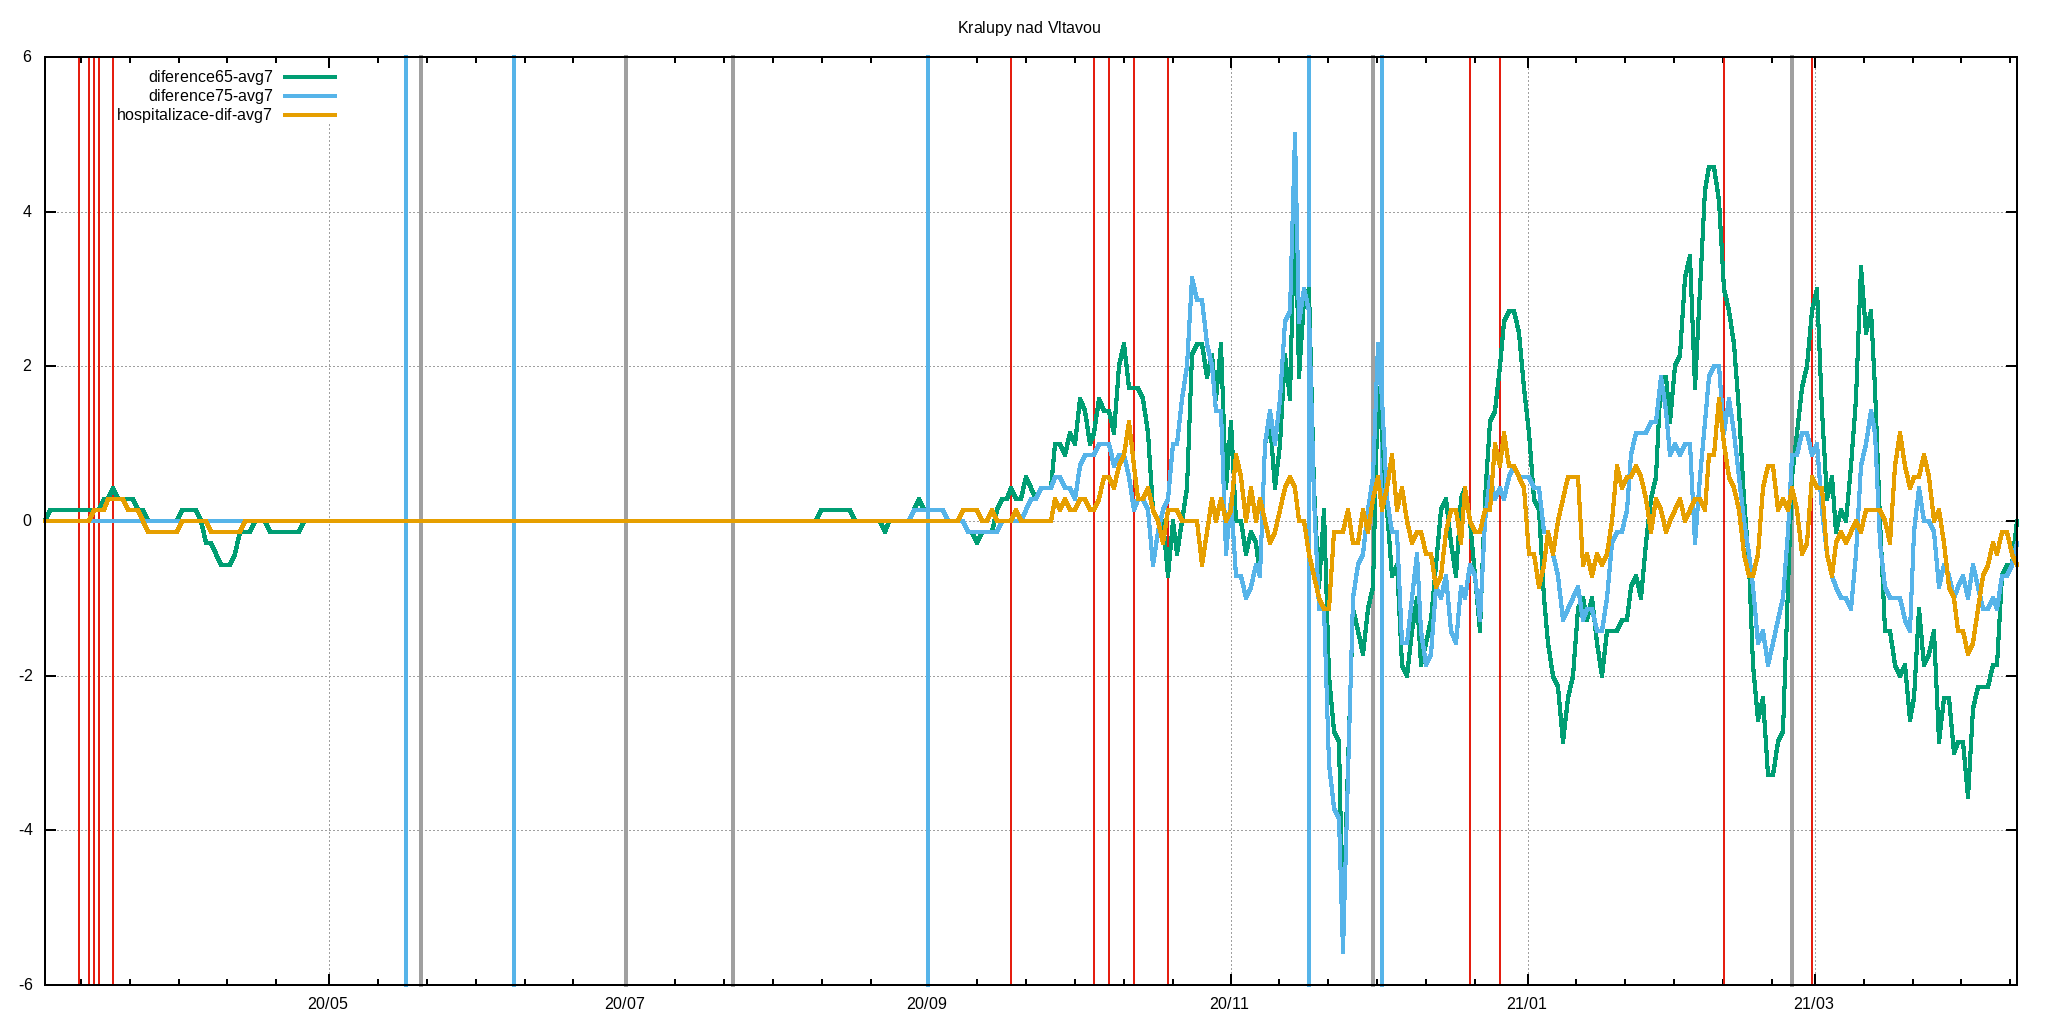 Kralupy nad Vltavou
6
diference65-avg7
diference75-avg7
hospitalizace-dif-avg7
4
2
0
-2
-4
-6
20/05 20/07 20/09 20/11 21/01 21/03